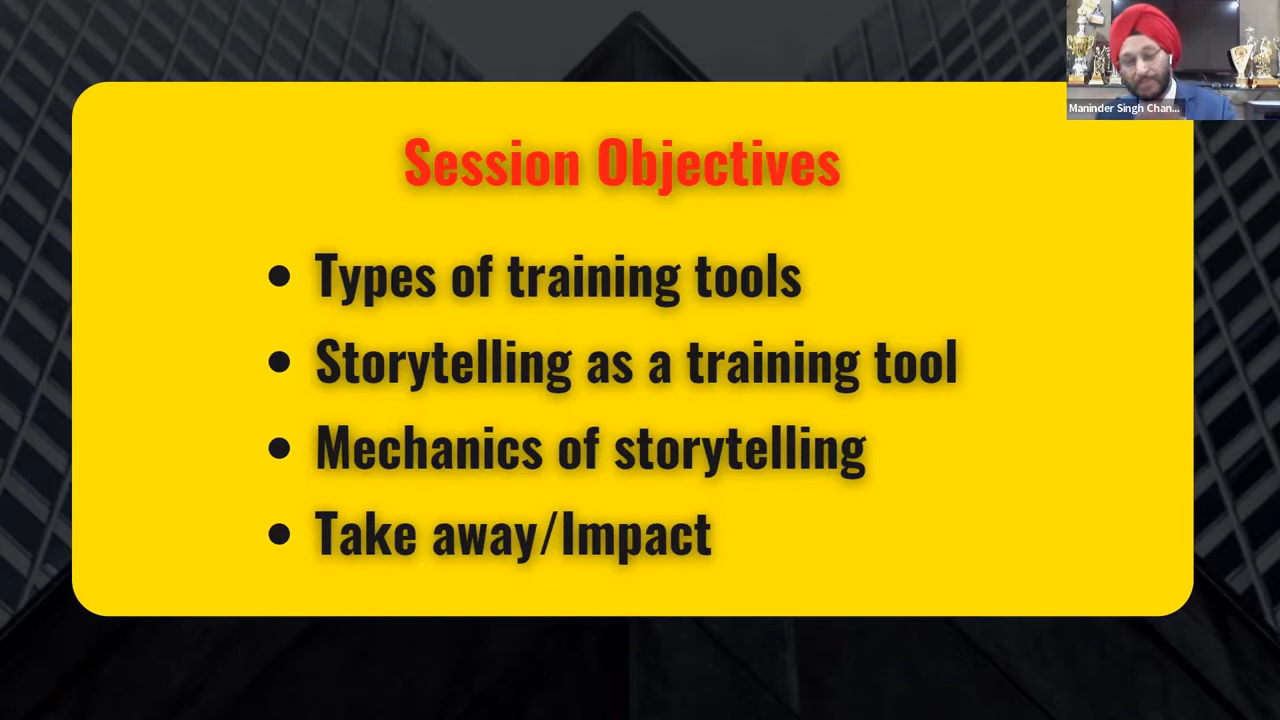 Session Objectives
Types of training tools
Storytelling as a training tool
Mechanics of storytelling
Take away/Impact
Maninder Singh Chan...